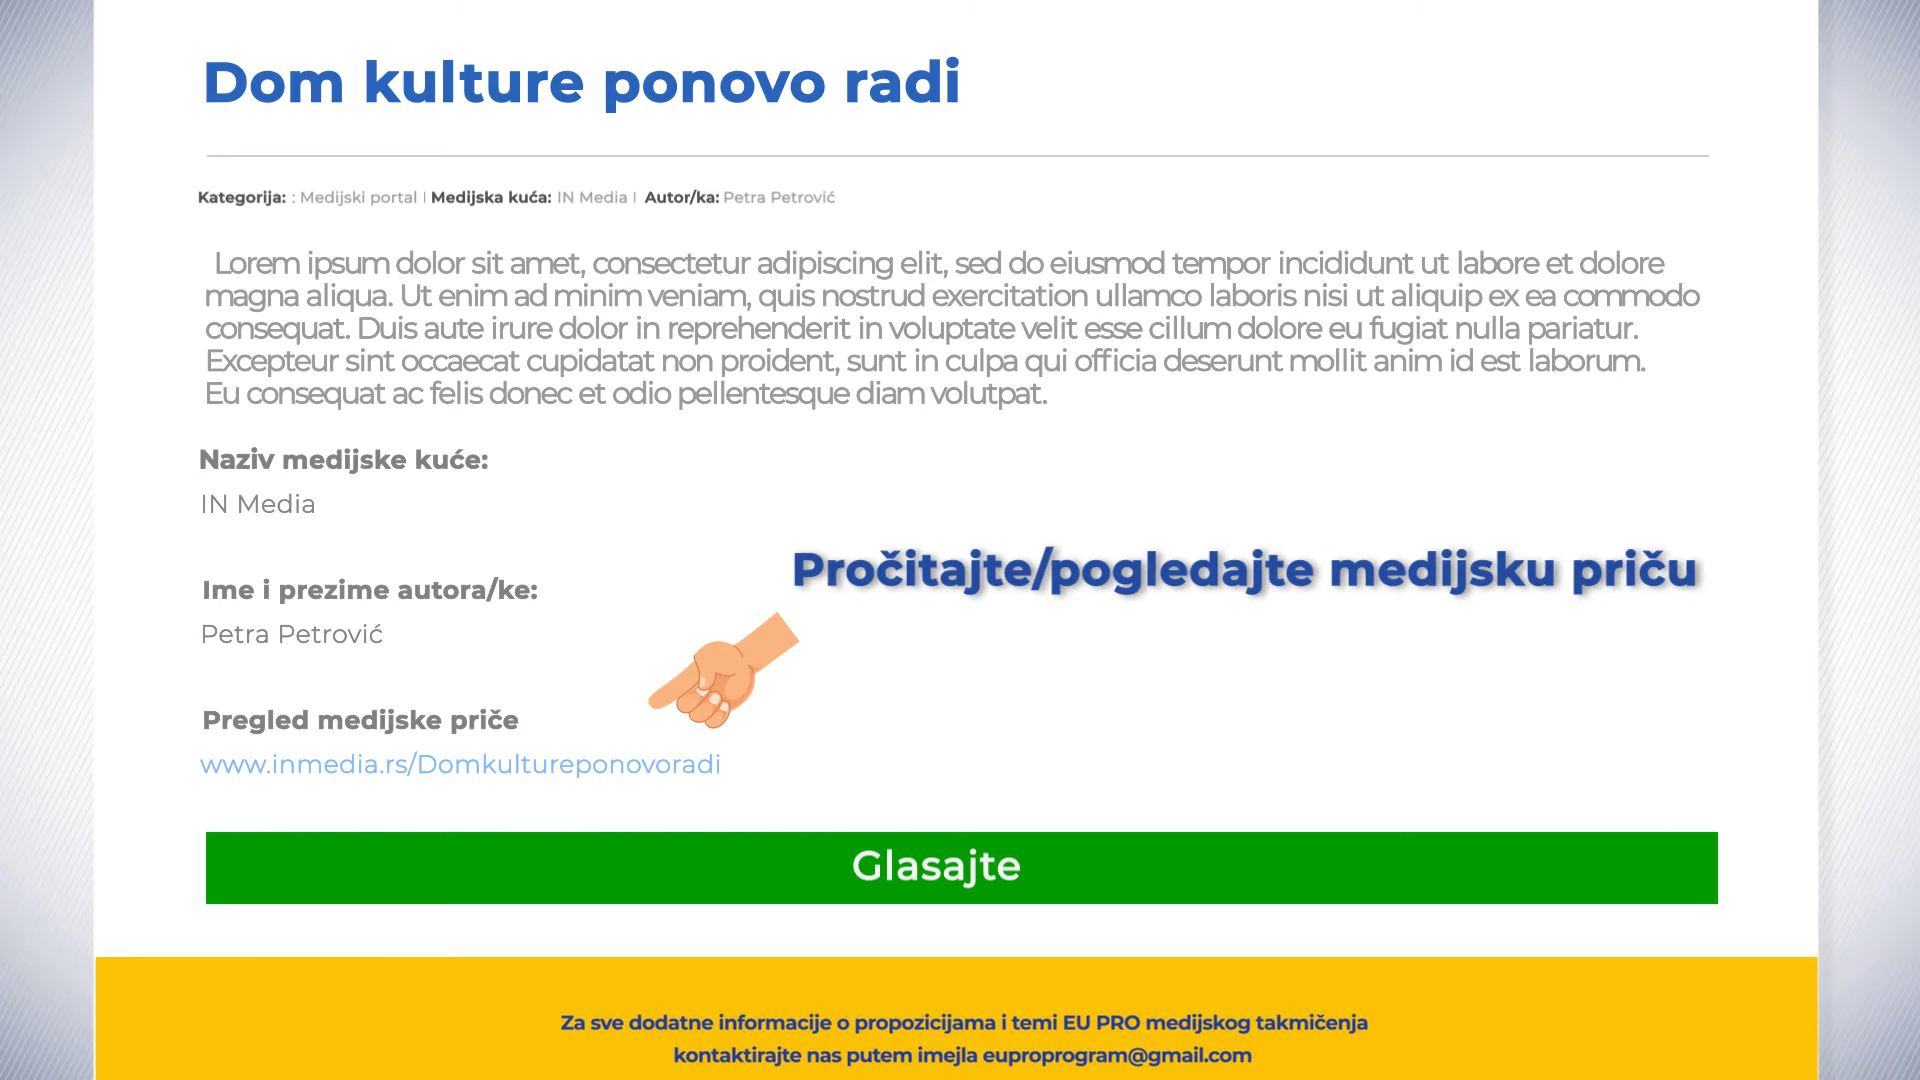 Dom kulture ponovo radi
Kategorija: : Medijski portal | Medijska kuća: IN Media | Autor/ka: Petra Petrović
Lorem ipsum dolor sit amet, consectetur adipiscing elit, sed do eiusmod tempor incididunt ut labore et dolore
magna aliqua. Ut enim ad minim veniam, quis nostrud exercitation ullamco laboris nisi ut aliquip ex ea commodo
consequat. Duis aute irure dolor in reprehenderit in voluptate velit esse cillum dolore eu fugiat nulla pariatur.
Excepteur sint occaecat cupidatat non proident, sunt in culpa qui officia deserunt mollit anim id est laborum.
Eu consequat ac felis donec et odio pellentesque diam volutpat.
Naziv medijske kuće:
IN Media
Pročitajte/pogledajte medijsku priču
Ime i prezime autora/ke:
Petra Petrović
Pregled medijske priče
www.inmedia.rs/Domkultureponovoradi
Glasajte
Za sve dodatne informacije o propozicijama i temi EU PRO medijskog takmičenja
kontaktirajte nas putem imejla euproprogram@gmail.com